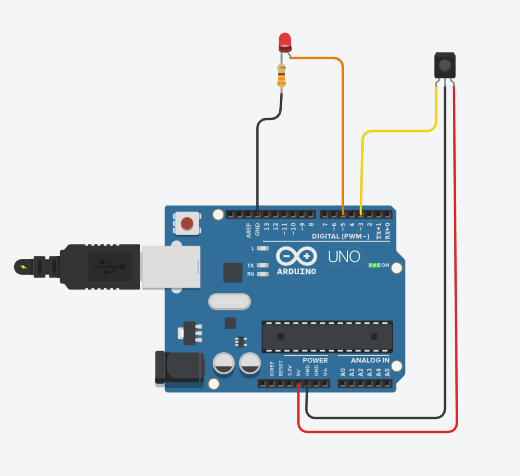 AREF
GND
13
12
~11
~10
~9
8
7
~6
~5
4
~3
2
TX→1
RX←0
DIGITAL (PWM~)
L
TX
RX
UNO
ON
ARDUINO
POWER
ANALOG IN
IOREF
RESET
3.3V
5V
GND
GND
Vin
A0
A1
A2
A3
A4
A5